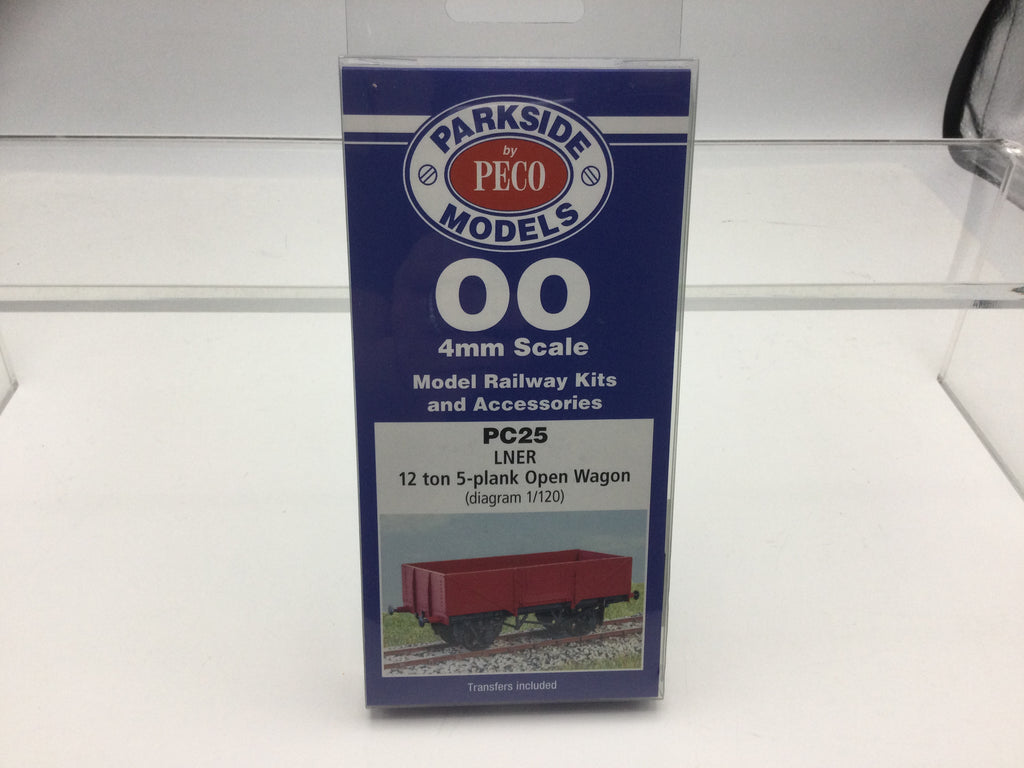 PARKSIDE
by
PECO
MODELS
OO
4mm Scale
Model Railway Kits
and Accessories
PC25
LNER
12 ton 5-plank Open Wagon
(diagram 1/120)
Transfers included